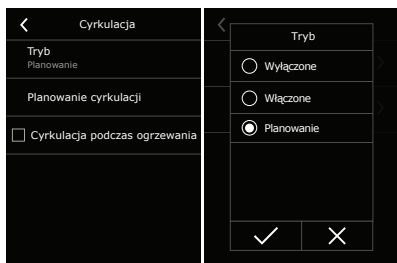 Cyrkulacja
Tryb
Planowanie
Planowanie cyrkulacji
Cyrkulacja podczas ogrzewania
Tryb
Wyłączone
Włączone
Planowanie